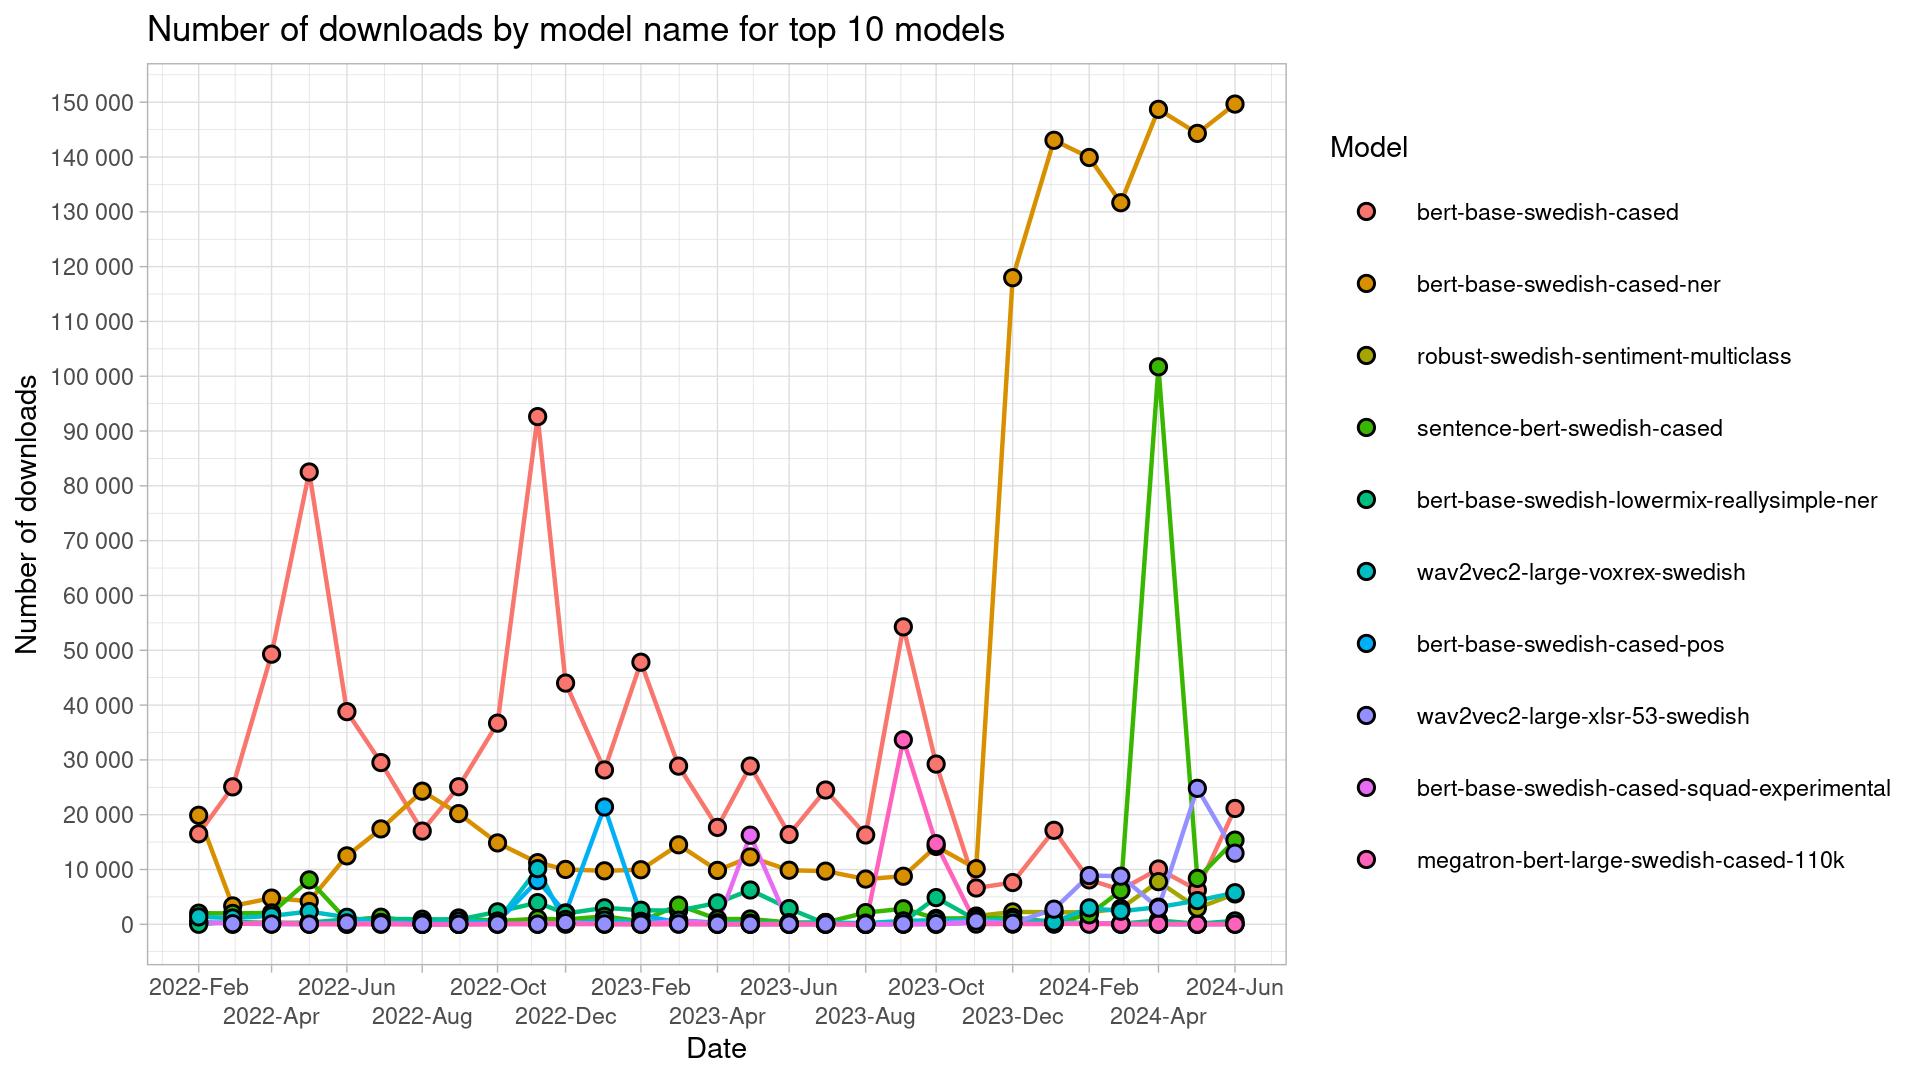 Number of downloads by model name for top 10 models
Number of downloads
150 000
140 000
130 000
120 000
110 000
100 000
90 000
80 000
70 000
60 000
50 000
40 000
30 000
20 000
10 000
0
2022-Feb 2022-Jun 2022-Oct 2023-Feb 2023-Jun 2023-Oct 2024-Feb 2024-Jun
2022-Apr 2022-Aug 2022-Dec 2023-Apr 2023-Aug 2023-Dec 2024-Apr
Date
Model
bert-base-swedish-cased
bert-base-swedish-cased-ner
robust-swedish-sentiment-multiclass
sentence-bert-swedish-cased
bert-base-swedish-lowermix-reallysimple-ner
wav2vec2-large-voxrex-swedish
bert-base-swedish-cased-pos
wav2vec2-large-xlsr-53-swedish
bert-base-swedish-cased-squad-experimental
megatron-bert-large-swedish-cased-110k